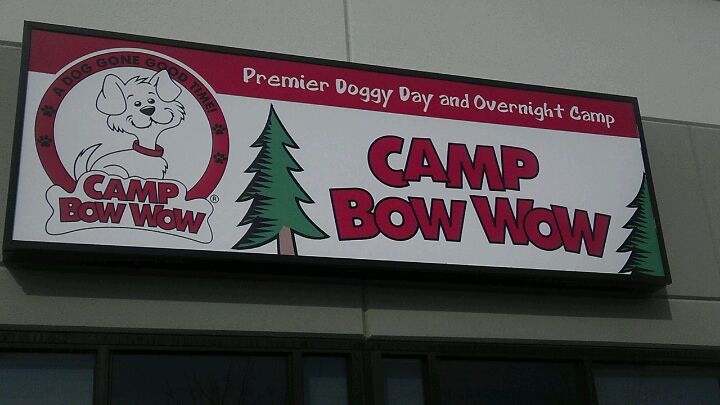 A DOG GONE GOOD TIME!
CAMP
BOW WOW®
Premier Doggy Day and Overnight Camp
CAMP
BOW WOW